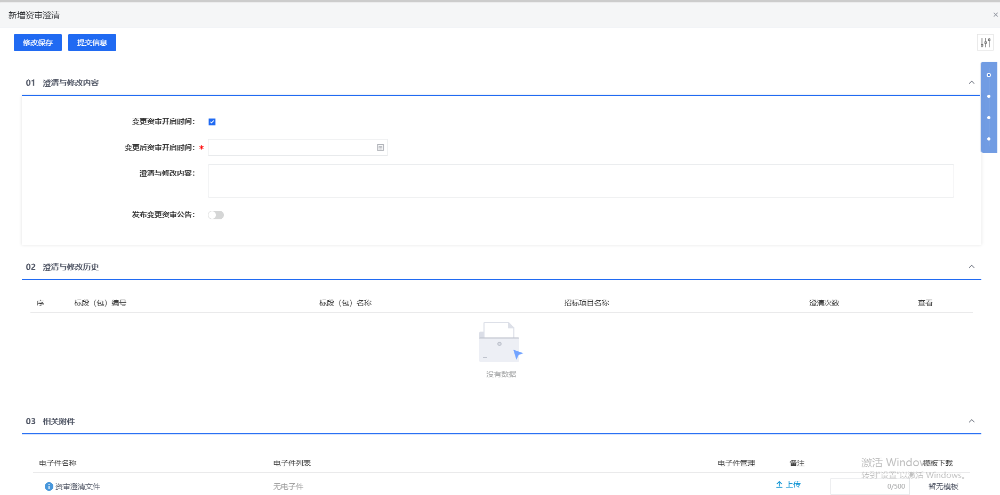 新增资审澄清
修改保存 提交信息
01 澄清与修改内容
变更资审开启时间：
变更后资审开启时间：*
澄清与修改内容：
发布变更资审公告：
02 澄清与修改历史
序 标段（包）编号 标段（包）名称 招标项目名称 澄清次数 查看
没有数据
03 相关附件
电子件名称 电子件列表 电子件管理 备注 模板下载
激活 Windows
转到“设置”以激活 Windows。
资审澄清文件 无电子件 上传 0/500 暂无模板